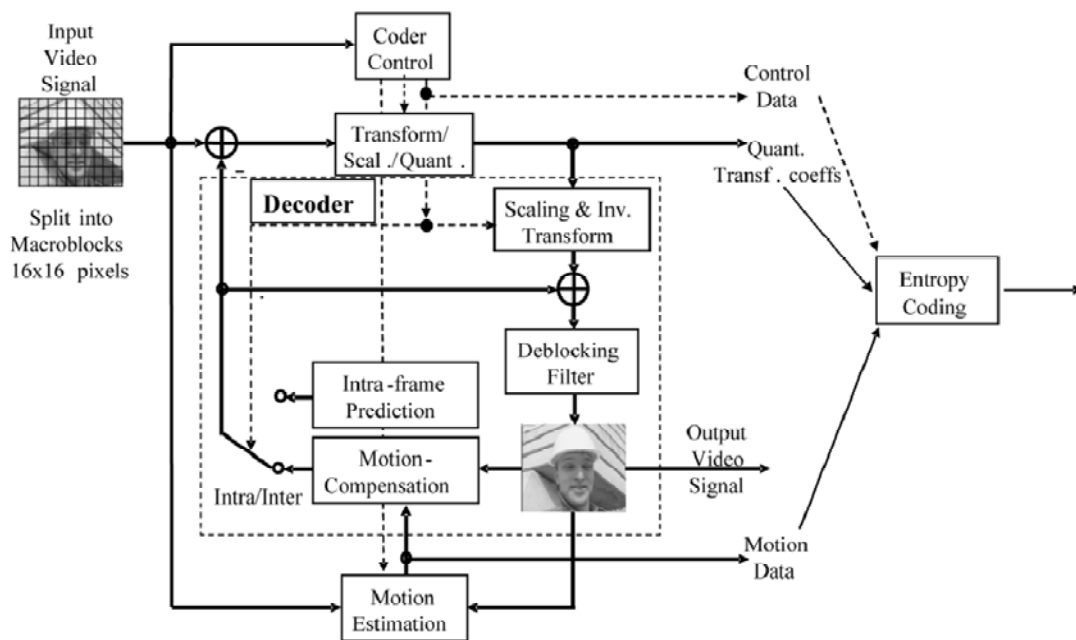 Input
Video
Signal
Coder
Control
Control
Data
Transform/
Scal ./Quant .
Quant.
Transf . coeffs
Decoder
Split into
Macroblocks
16x16 pixels
Scaling & Inv.
Transform
Entropy
Coding
Deblocking
Filter
Intra -frame
Prediction
Motion-
Compensation
Intra/Inter
Output
Video
Signal
Motion
Data
Motion
Estimation